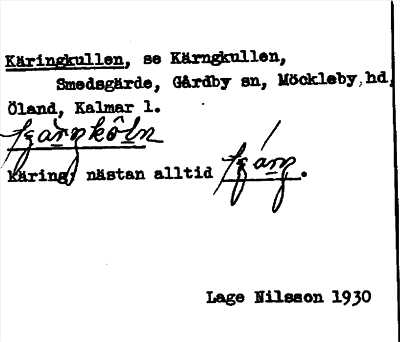 Käringkullen, se Kärngkullen,
Smedsgärde, Gårdby sn, Möckleby hd,
Öland, Kalmar l.
käring; nästan alltid
Lage Nilsson 1930